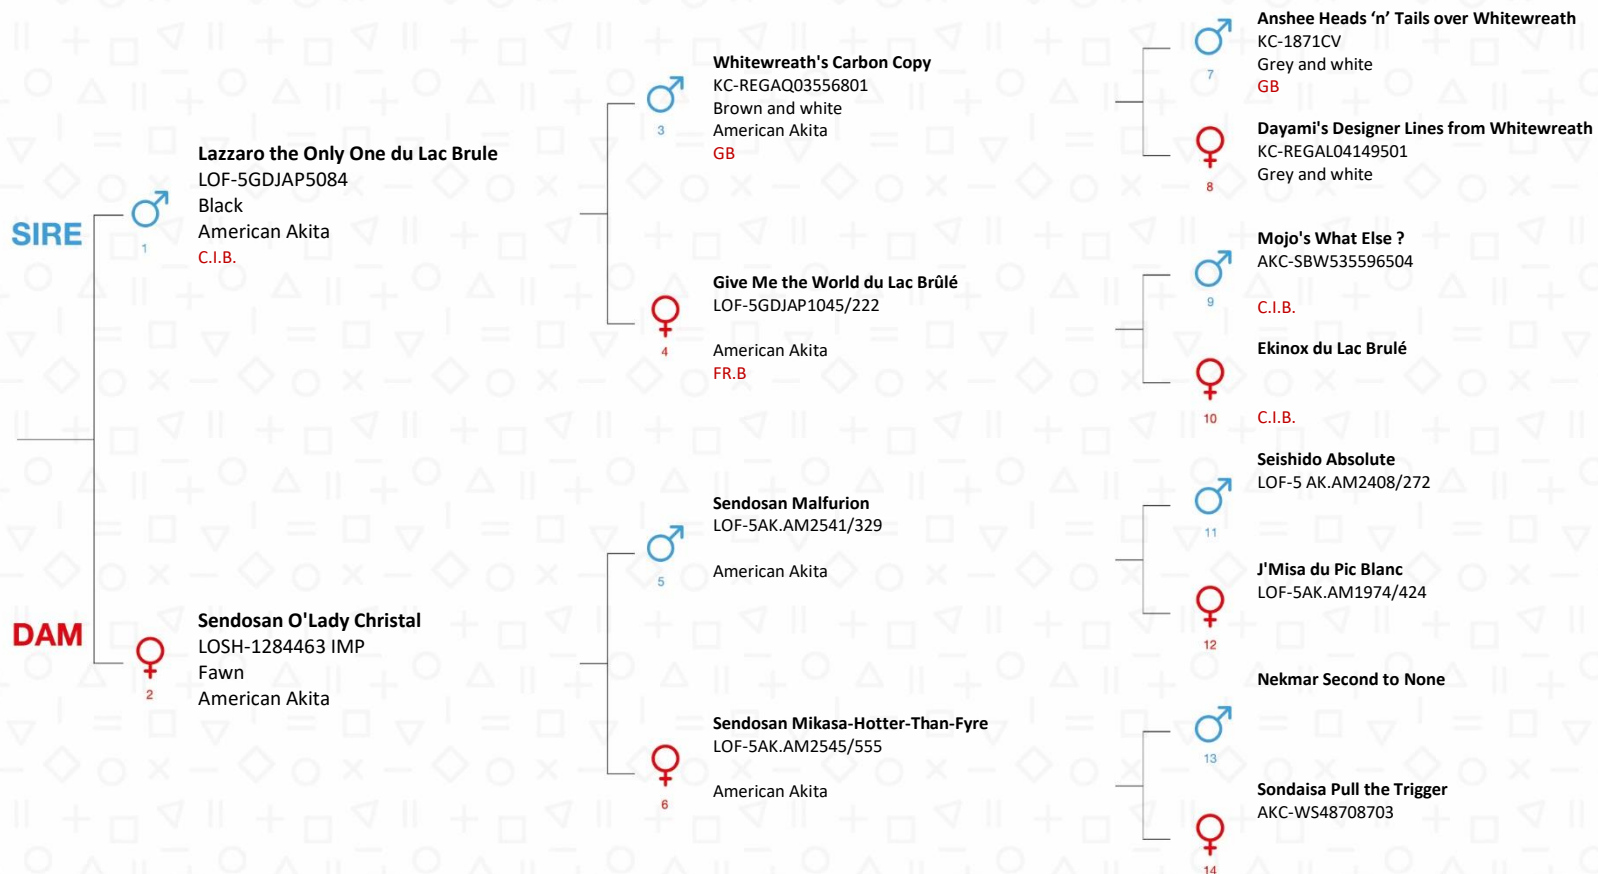 SIRE
1
Lazzaro the Only One du Lac Brule
LOF-5GDJAP5084
Black
American Akita
C.I.B.
DAM
2
Sendosan O'Lady Christal
LOSH-1284463 IMP
Fawn
American Akita
3
Whitewreath's Carbon Copy
KC-REGAQ03556801
Brown and white
American Akita
GB
4
Give Me the World du Lac Brûlé
LOF-5GDJAP1045/222
American Akita
FR.B
5
Sendosan Malfurion
LOF-5AK.AM2541/329
American Akita
6
Sendosan Mikasa-Hotter-Than-Fyre
LOF-5AK.AM2545/555
American Akita
7
Anshee Heads ‘n’ Tails over Whitewreath
KC-1871CV
Grey and white
GB
8
Dayami's Designer Lines from Whitewreath
KC-REGAL04149501
Grey and white
9
Mojo's What Else ?
AKC-SBW535596504
C.I.B.
10
Ekinox du Lac Brulé
C.I.B.
11
Seishido Absolute
LOF-5 AK.AM2408/272
12
J'Misa du Pic Blanc
LOF-5AK.AM1974/424
13
Nekmar Second to None
14
Sondaisa Pull the Trigger
AKC-WS48708703